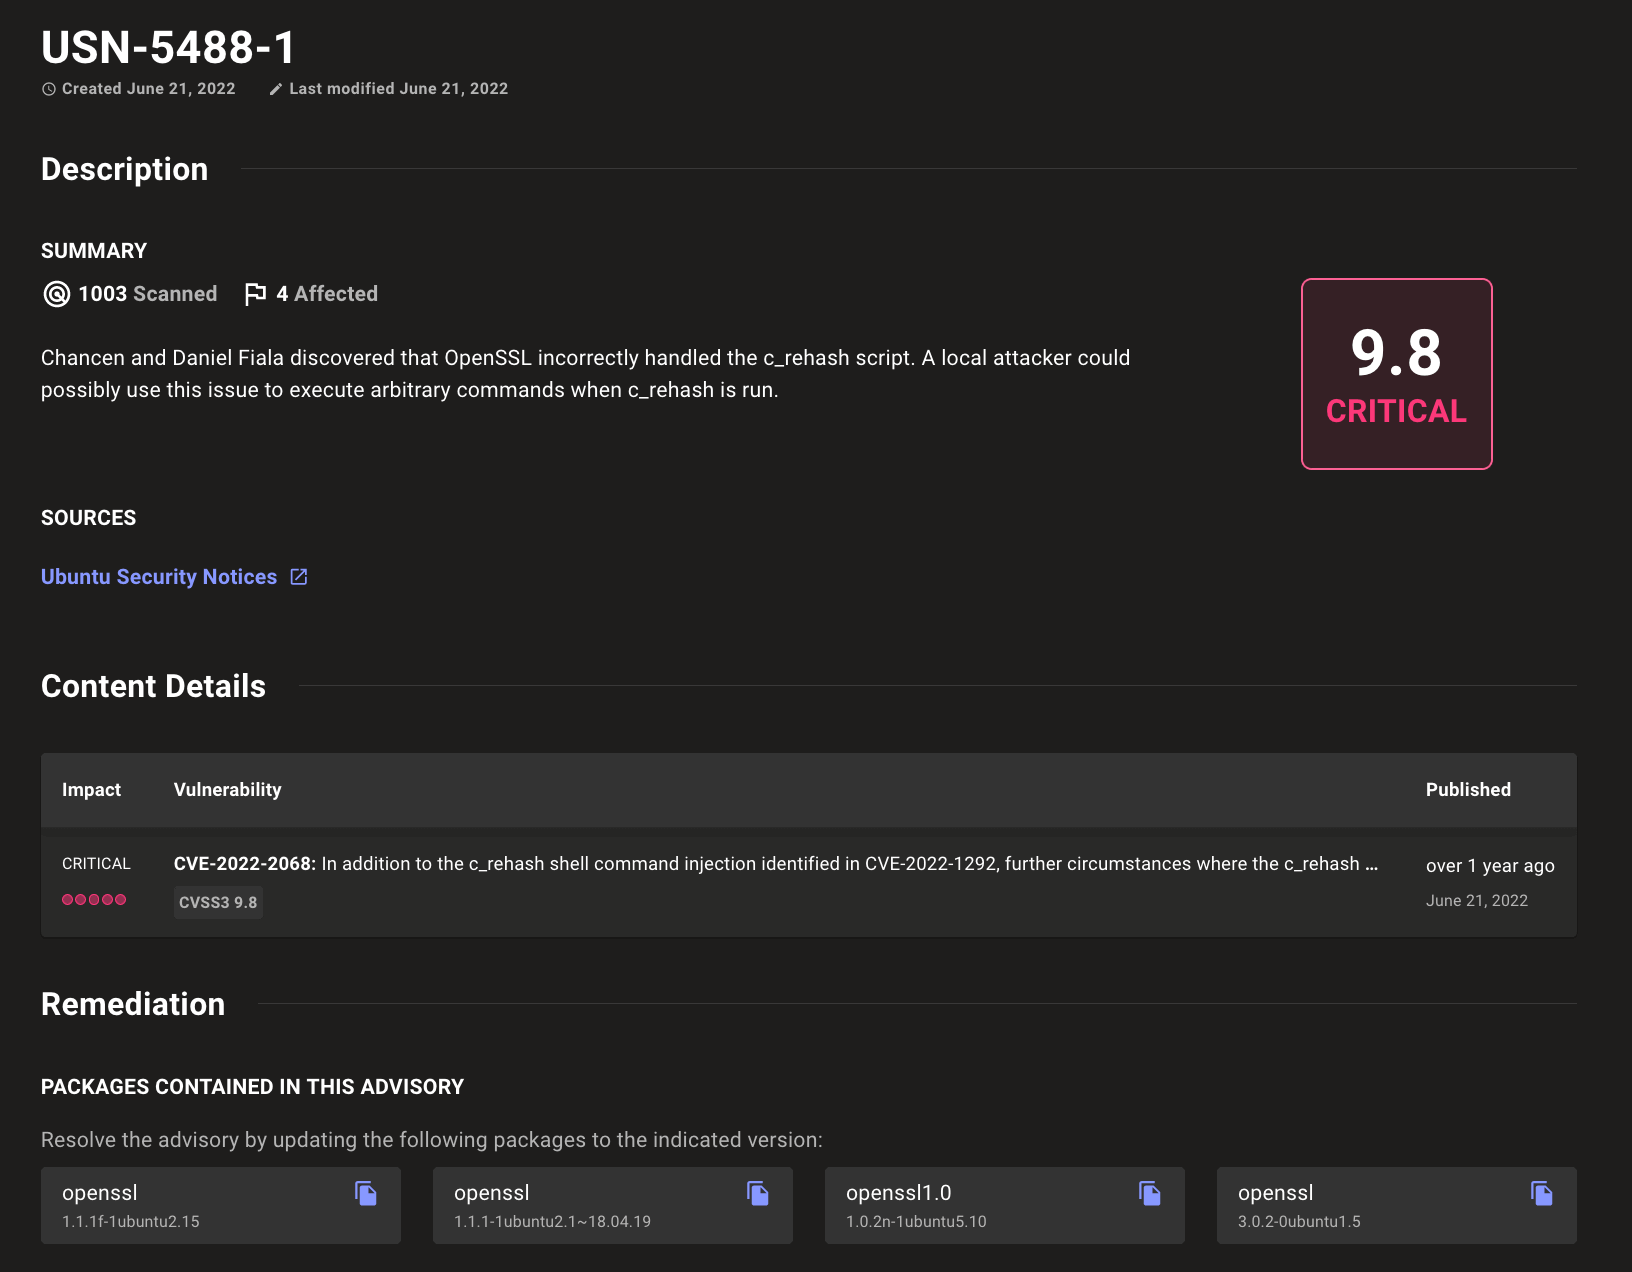 USN-5488-1
Created June 21, 2022 Last modified June 21, 2022
Description
SUMMARY
1003 Scanned 4 Affected
Chancen and Daniel Fiala discovered that OpenSSL incorrectly handled the c_rehash script. A local attacker could
possibly use this issue to execute arbitrary commands when c_rehash is run.
9.8
CRITICAL
SOURCES
Ubuntu Security Notices
Content Details
Impact Vulnerability Published
CRITICAL CVE-2022-2068: In addition to the c_rehash shell command injection identified in CVE-2022-1292, further circumstances where the c_rehash ... over 1 year ago
CVSS3 9.8 June 21, 2022
Remediation
PACKAGES CONTAINED IN THIS ADVISORY
Resolve the advisory by updating the following packages to the indicated version:
openssl
1.1.1f-1ubuntu2.15
openssl
1.1.1-1ubuntu2.1~18.04.19
openssl1.0
1.0.2n-1ubuntu5.10
openssl
3.0.2-0ubuntu1.5